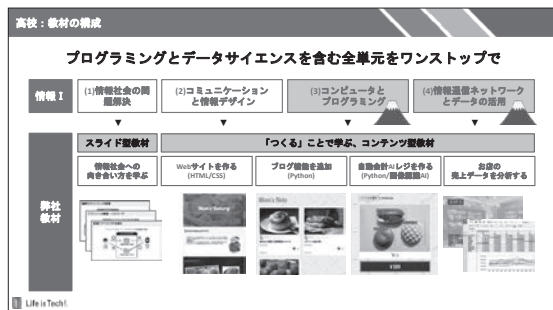 高校：教材の構成
プログラミングとデータサイエンスを含む全単元をワンストップで
情報Ⅰ
(1)情報社会の問
題解決
(2)コミュニケーション
と情報デザイン
(3)コンピュータと
プログラミング
(4)情報通信ネットワーク
とデータの活用
▼
▼
▼
▼
弊社
教材
スライド型教材
「つくる」ことで学ぶ、コンテンツ型教材
情報社会への
向き合い方を学ぶ
Webサイトを作る
(HTML/CSS)
ブログ機能を追加
(Python)
自動会計AIレジを作る
(Python/画像認識AI)
お店の
売上データを分析する
Life is Tech!